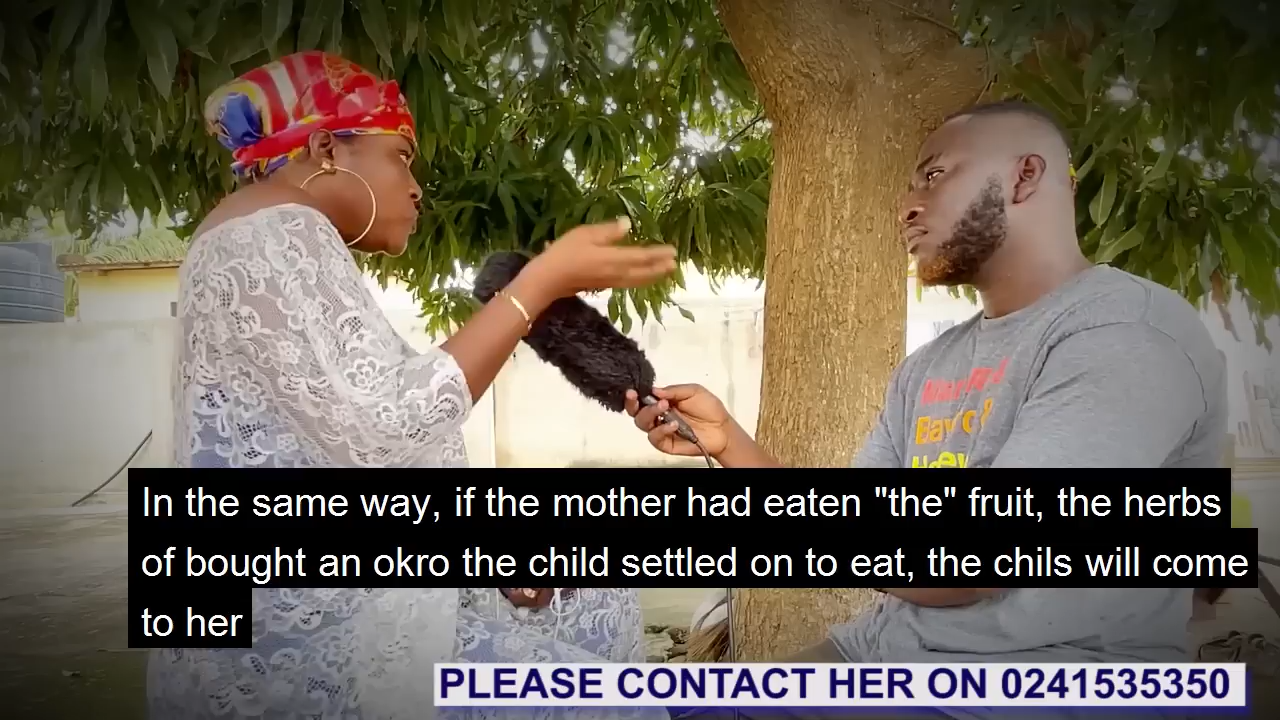 In the same way, if the mother had eaten "the" fruit, the herbs
of bought an okro the child settled on to eat, the chils will come
to her
PLEASE CONTACT HER ON 0241535350